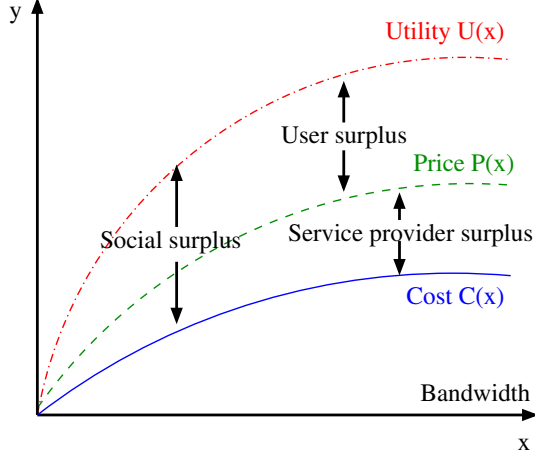 y
Utility U(x)
User surplus
Price P(x)
Social surplus
Service provider surplus
Cost C(x)
Bandwidth
x